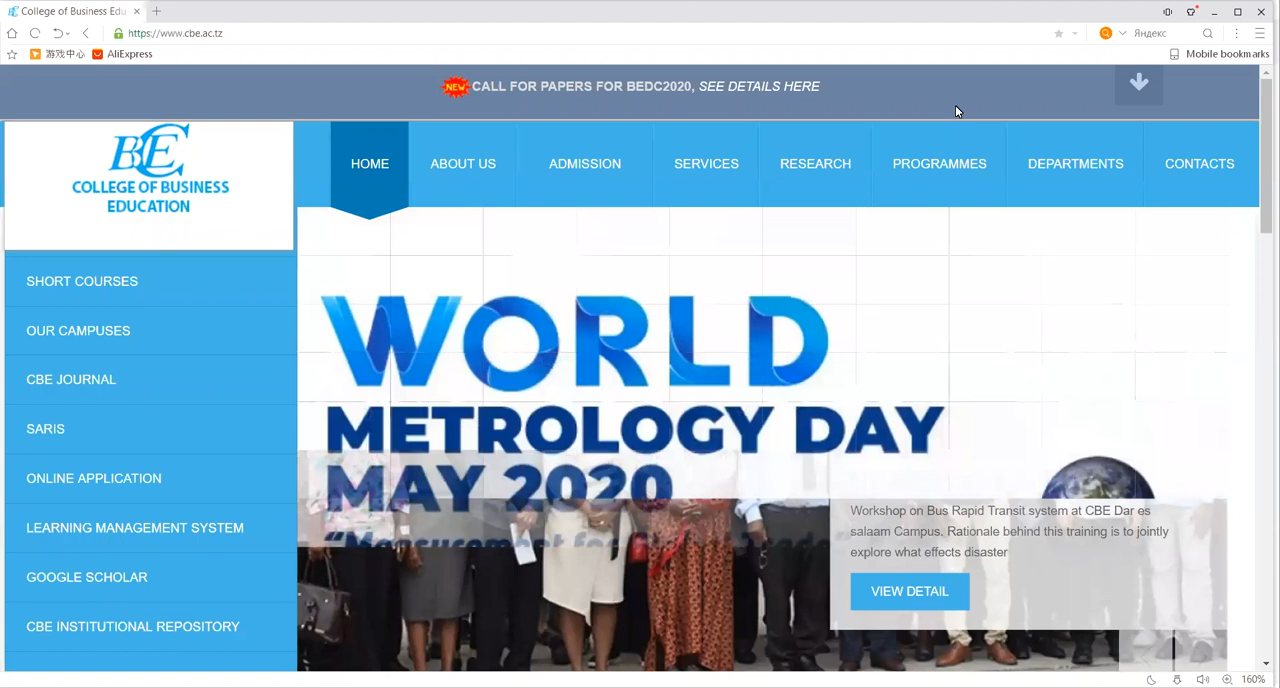 College of Business Edu
https://www.cbe.ac.tz
Яндекс
游戏中心
AliExpress
Mobile bookmarks
NEW CALL FOR PAPERS FOR BEDC2020, SEE DETAILS HERE
BE
COLLEGE OF BUSINESS
EDUCATION
HOME
ABOUT US
ADMISSION
SERVICES
RESEARCH
PROGRAMMES
DEPARTMENTS
CONTACTS
SHORT COURSES
OUR CAMPUSES
CBE JOURNAL
SARIS
ONLINE APPLICATION
LEARNING MANAGEMENT SYSTEM
GOOGLE SCHOLAR
CBE INSTITUTIONAL REPOSITORY
WORLD
METROLOGY DAY
MAY 2020
"Measurement for
Workshop on Bus Rapid Transit system at CBE Dar es
salaam Campus. Rationale behind this training is to jointly
explore what effects disaster
VIEW DETAIL
160%